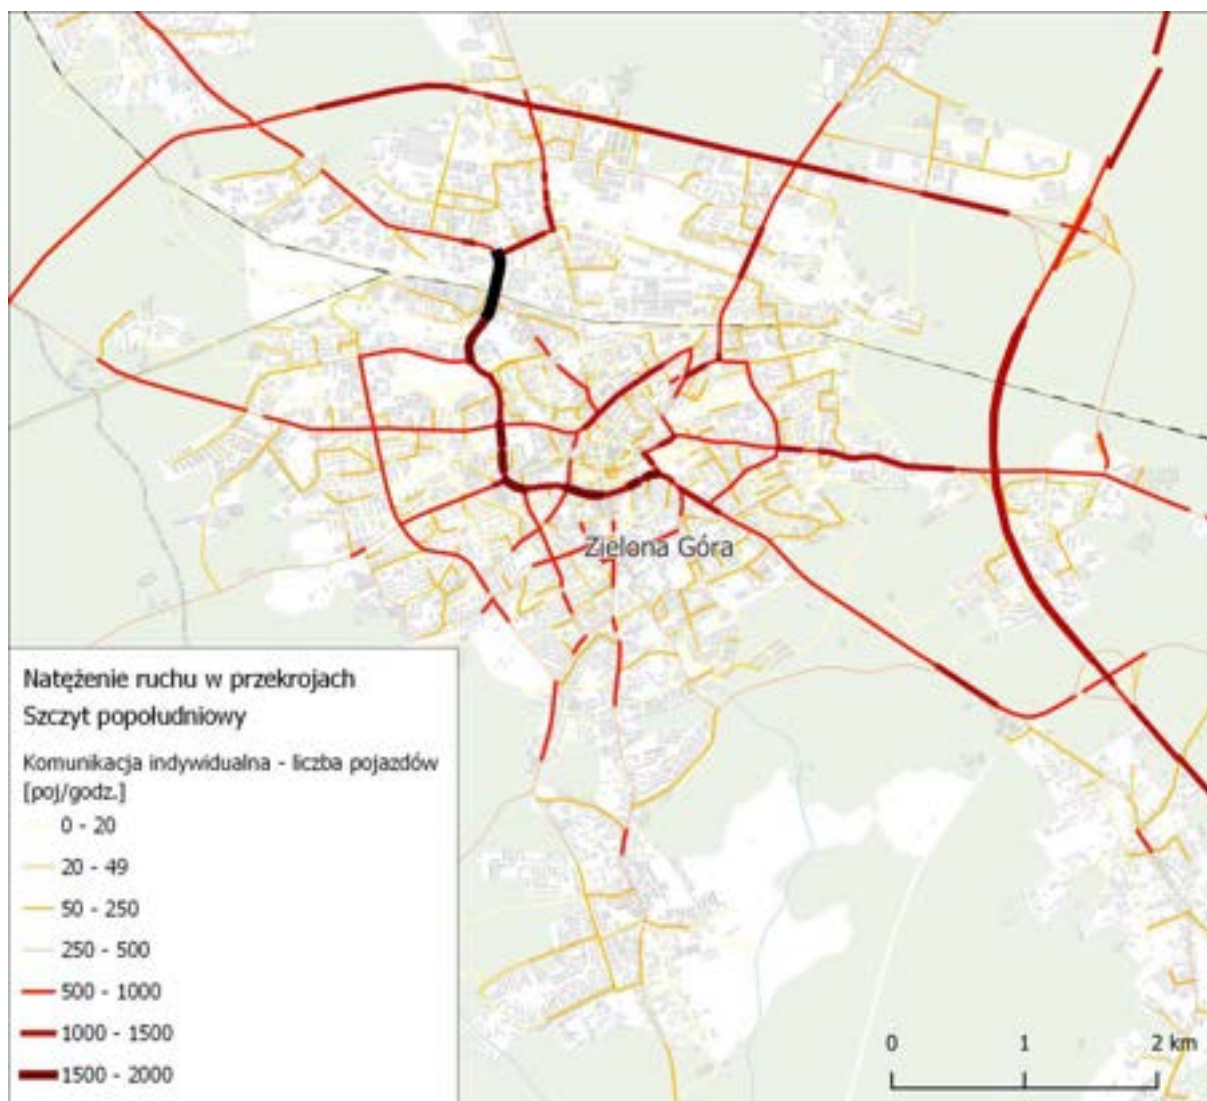 Zielona Góra
Natężenie ruchu w przekrojach
Szczyt popołudniowy
Komunikacja indywidualna - liczba pojazdów
[poj/godz.]
0 - 20
20 - 49
50 - 250
250 - 500
500 - 1000
1000 - 1500
1500 - 2000
0 1 2 km